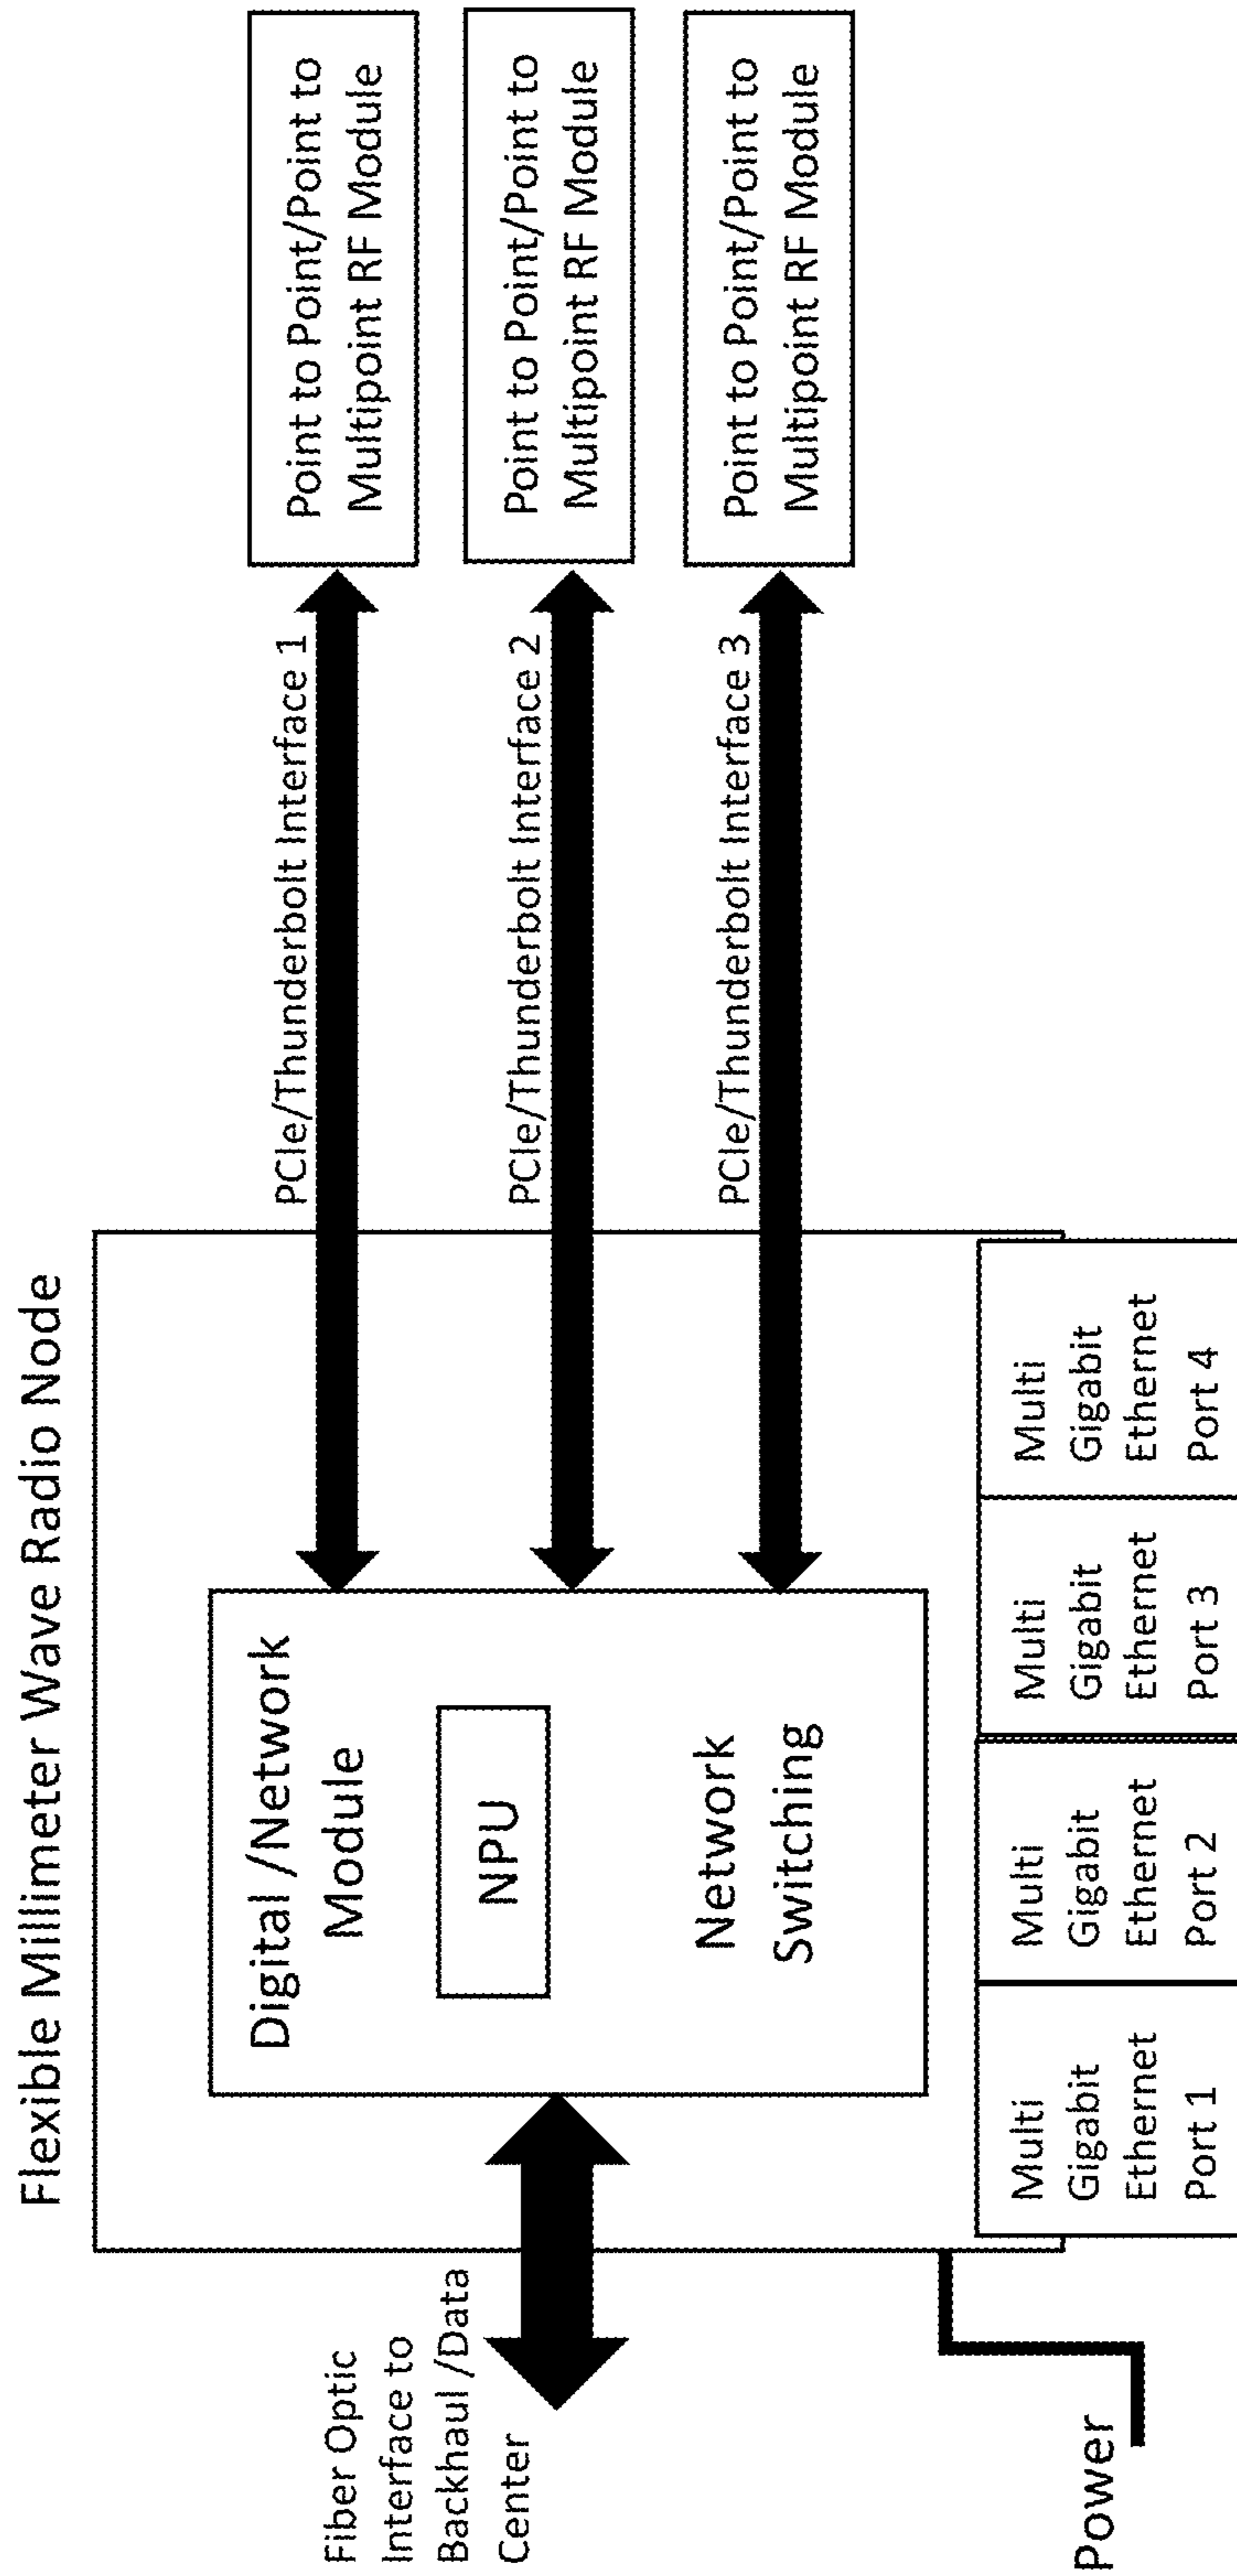 Flexible Millimeter Wave Radio Node
Fiber Optic
Interface to
Backhaul /Data
Center
Digital /Network
Module
NPU
Network
Switching
PCIe/Thunderbolt Interface 1
PCIe/Thunderbolt Interface 2
PCIe/Thunderbolt Interface 3
Point to Point/Point to
Multipoint RF Module
Point to Point/Point to
Multipoint RF Module
Point to Point/Point to
Multipoint RF Module
Multi
Gigabit
Ethernet
Port 1
Multi
Gigabit
Ethernet
Port 2
Multi
Gigabit
Ethernet
Port 3
Multi
Gigabit
Ethernet
Port 4
Power